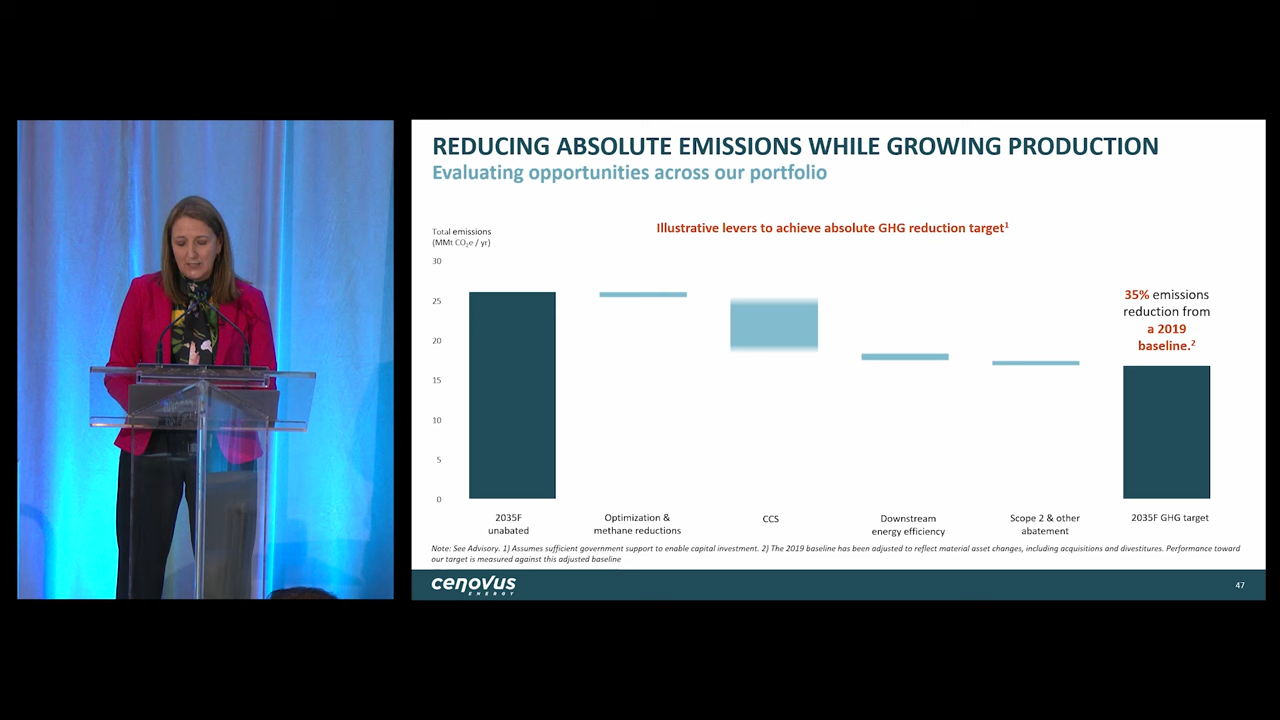 REDUCING ABSOLUTE EMISSIONS WHILE GROWING PRODUCTION
Evaluating opportunities across our portfolio
Illustrative levers to achieve absolute GHG reduction target¹
Total emissions
(MMt CO₂e / yr)
30
25
20
15
10
5
0
35% emissions
reduction from
a 2019
baseline.²
2035F
unabated
Optimization &
methane reductions
CCS
Downstream
energy efficiency
Scope 2 & other
abatement
2035F GHG target
Note: See Advisory. 1) Assumes sufficient government support to enable capital investment. 2) The 2019 baseline has been adjusted to reflect material asset changes, including acquisitions and divestitures. Performance toward
our target is measured against this adjusted baseline
cenovus
ENERGY
47